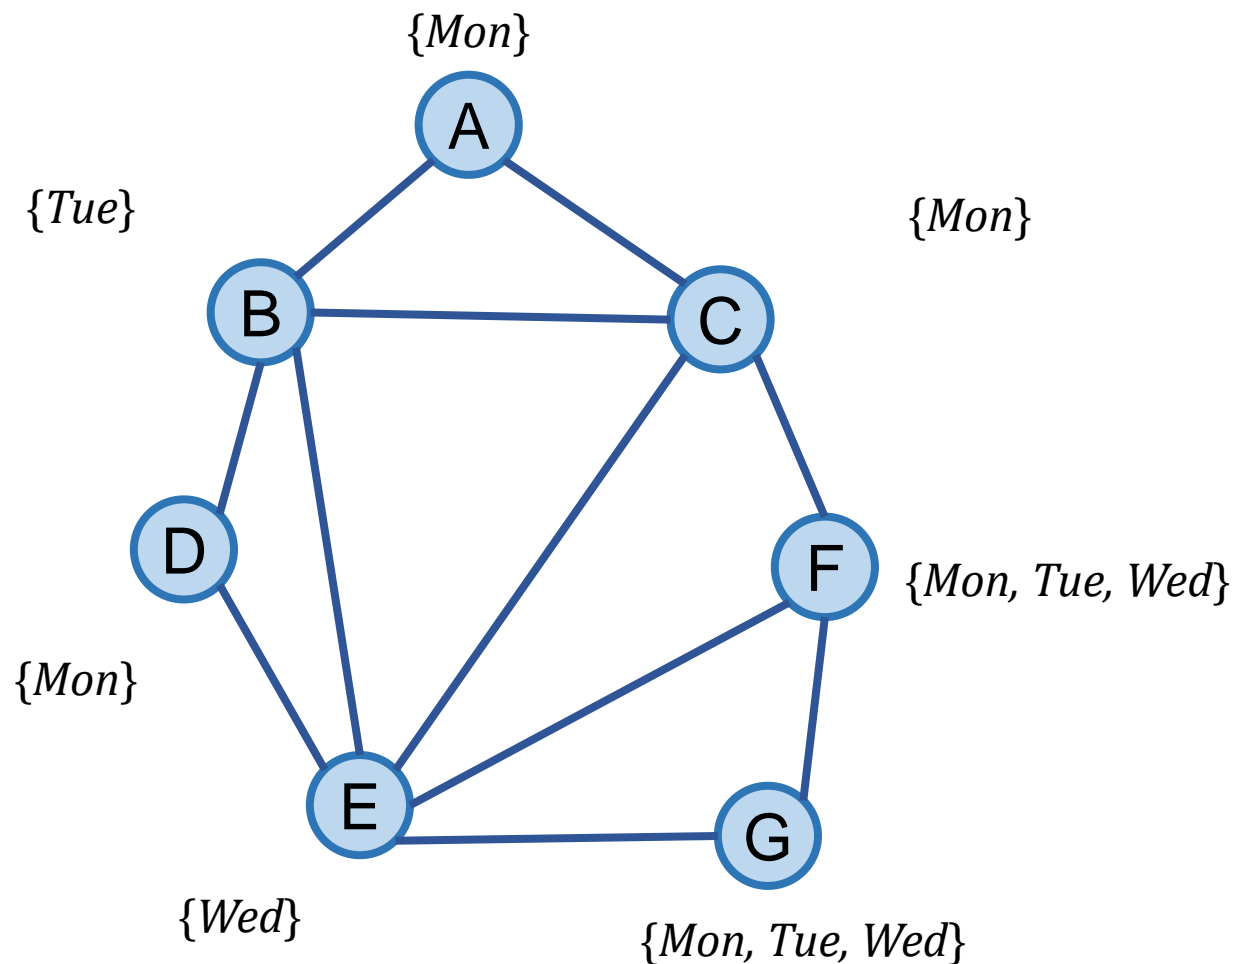 {Mon}
A
{Tue}
{Mon}
B
C
D
F
{Mon, Tue, Wed}
{Mon}
E
G
{Wed}
{Mon, Tue, Wed}